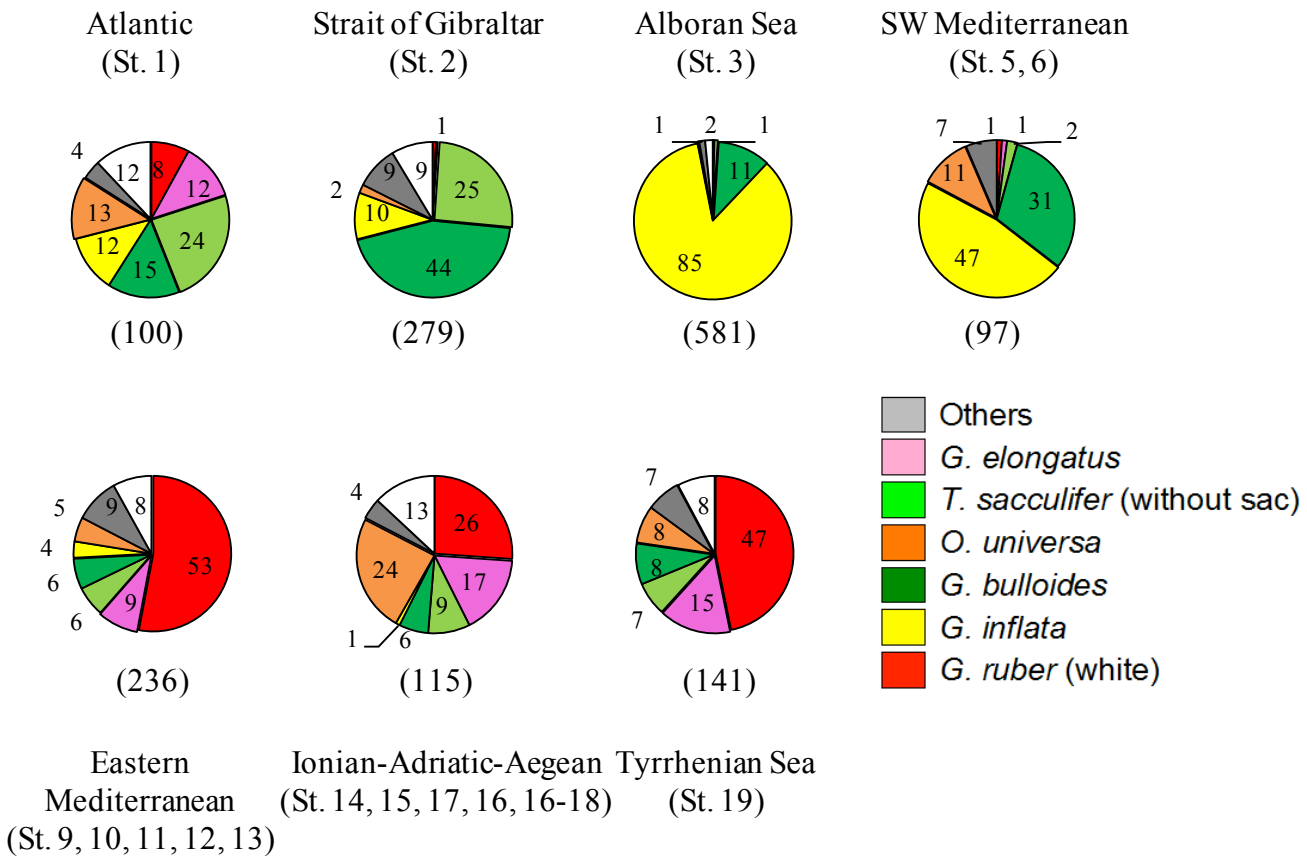 Atlantic
(St. 1)
Strait of Gibraltar
(St. 2)
Alboran Sea
(St. 3)
SW Mediterranean
(St. 5, 6)
4
12
8
12
24
15
12
13
(100)
1
9
9
25
2
10
44
(279)
1
2
1
11
85
(581)
7
1
1
2
11
31
47
(97)
Others
G. elongatus
T. sacculifer (without sac)
O. universa
G. bulloides
G. inflata
G. ruber (white)
5
9
8
4
53
6
6
9
(236)
4
13
26
24
17
9
1
6
(115)
7
8
47
8
8
15
7
(141)
Eastern
Mediterranean
(St. 9, 10, 11, 12, 13)
Ionian-Adriatic-Aegean
(St. 14, 15, 17, 16, 16-18)
Tyrrhenian Sea
(St. 19)